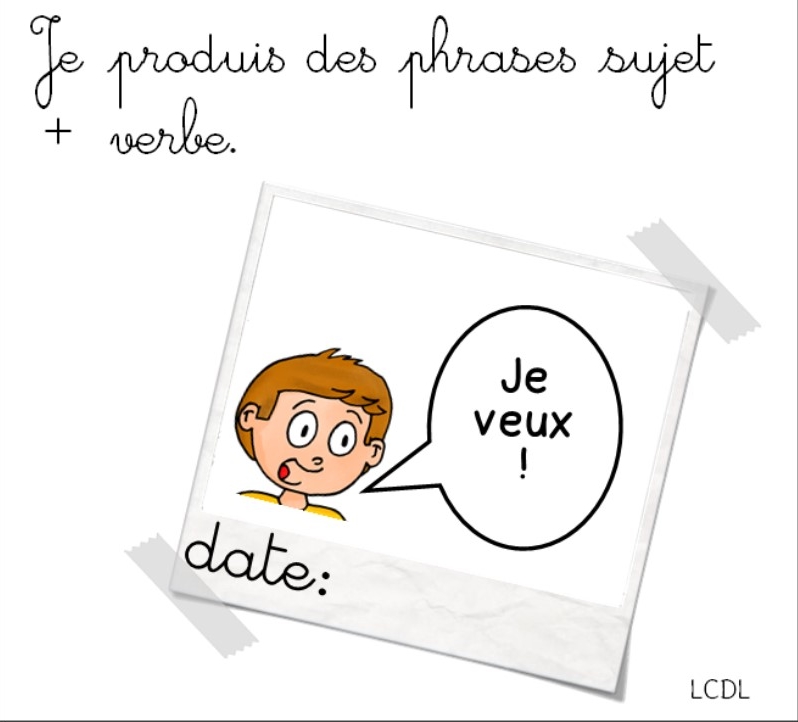 Je produis des phrases sujet
+ verbe.
Je
veux
!
date:
LCDL